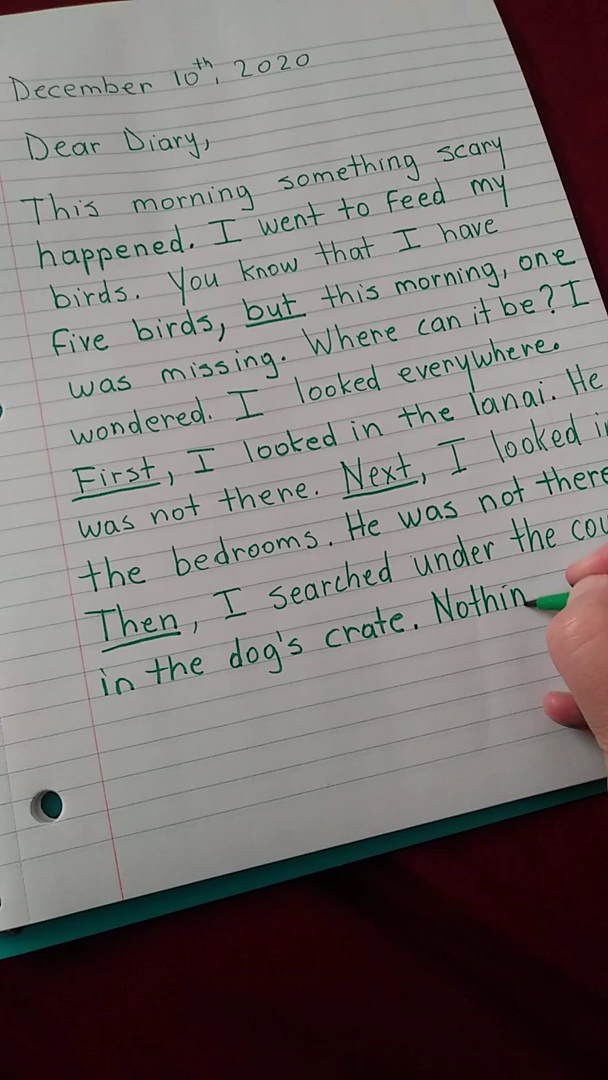 December 10th, 2020
Dear Diary,
This morning something scary
happened. I went to feed my
birds. You know that I have
five birds, but this morning, one
was missing. Where can it be? I
wondered. I looked everywhere.
First, I looked in the lanai. He
was not there. Next, I looked in
the bedrooms. He was not there
Then, I searched under the cou
in the dog's crate. Nothin